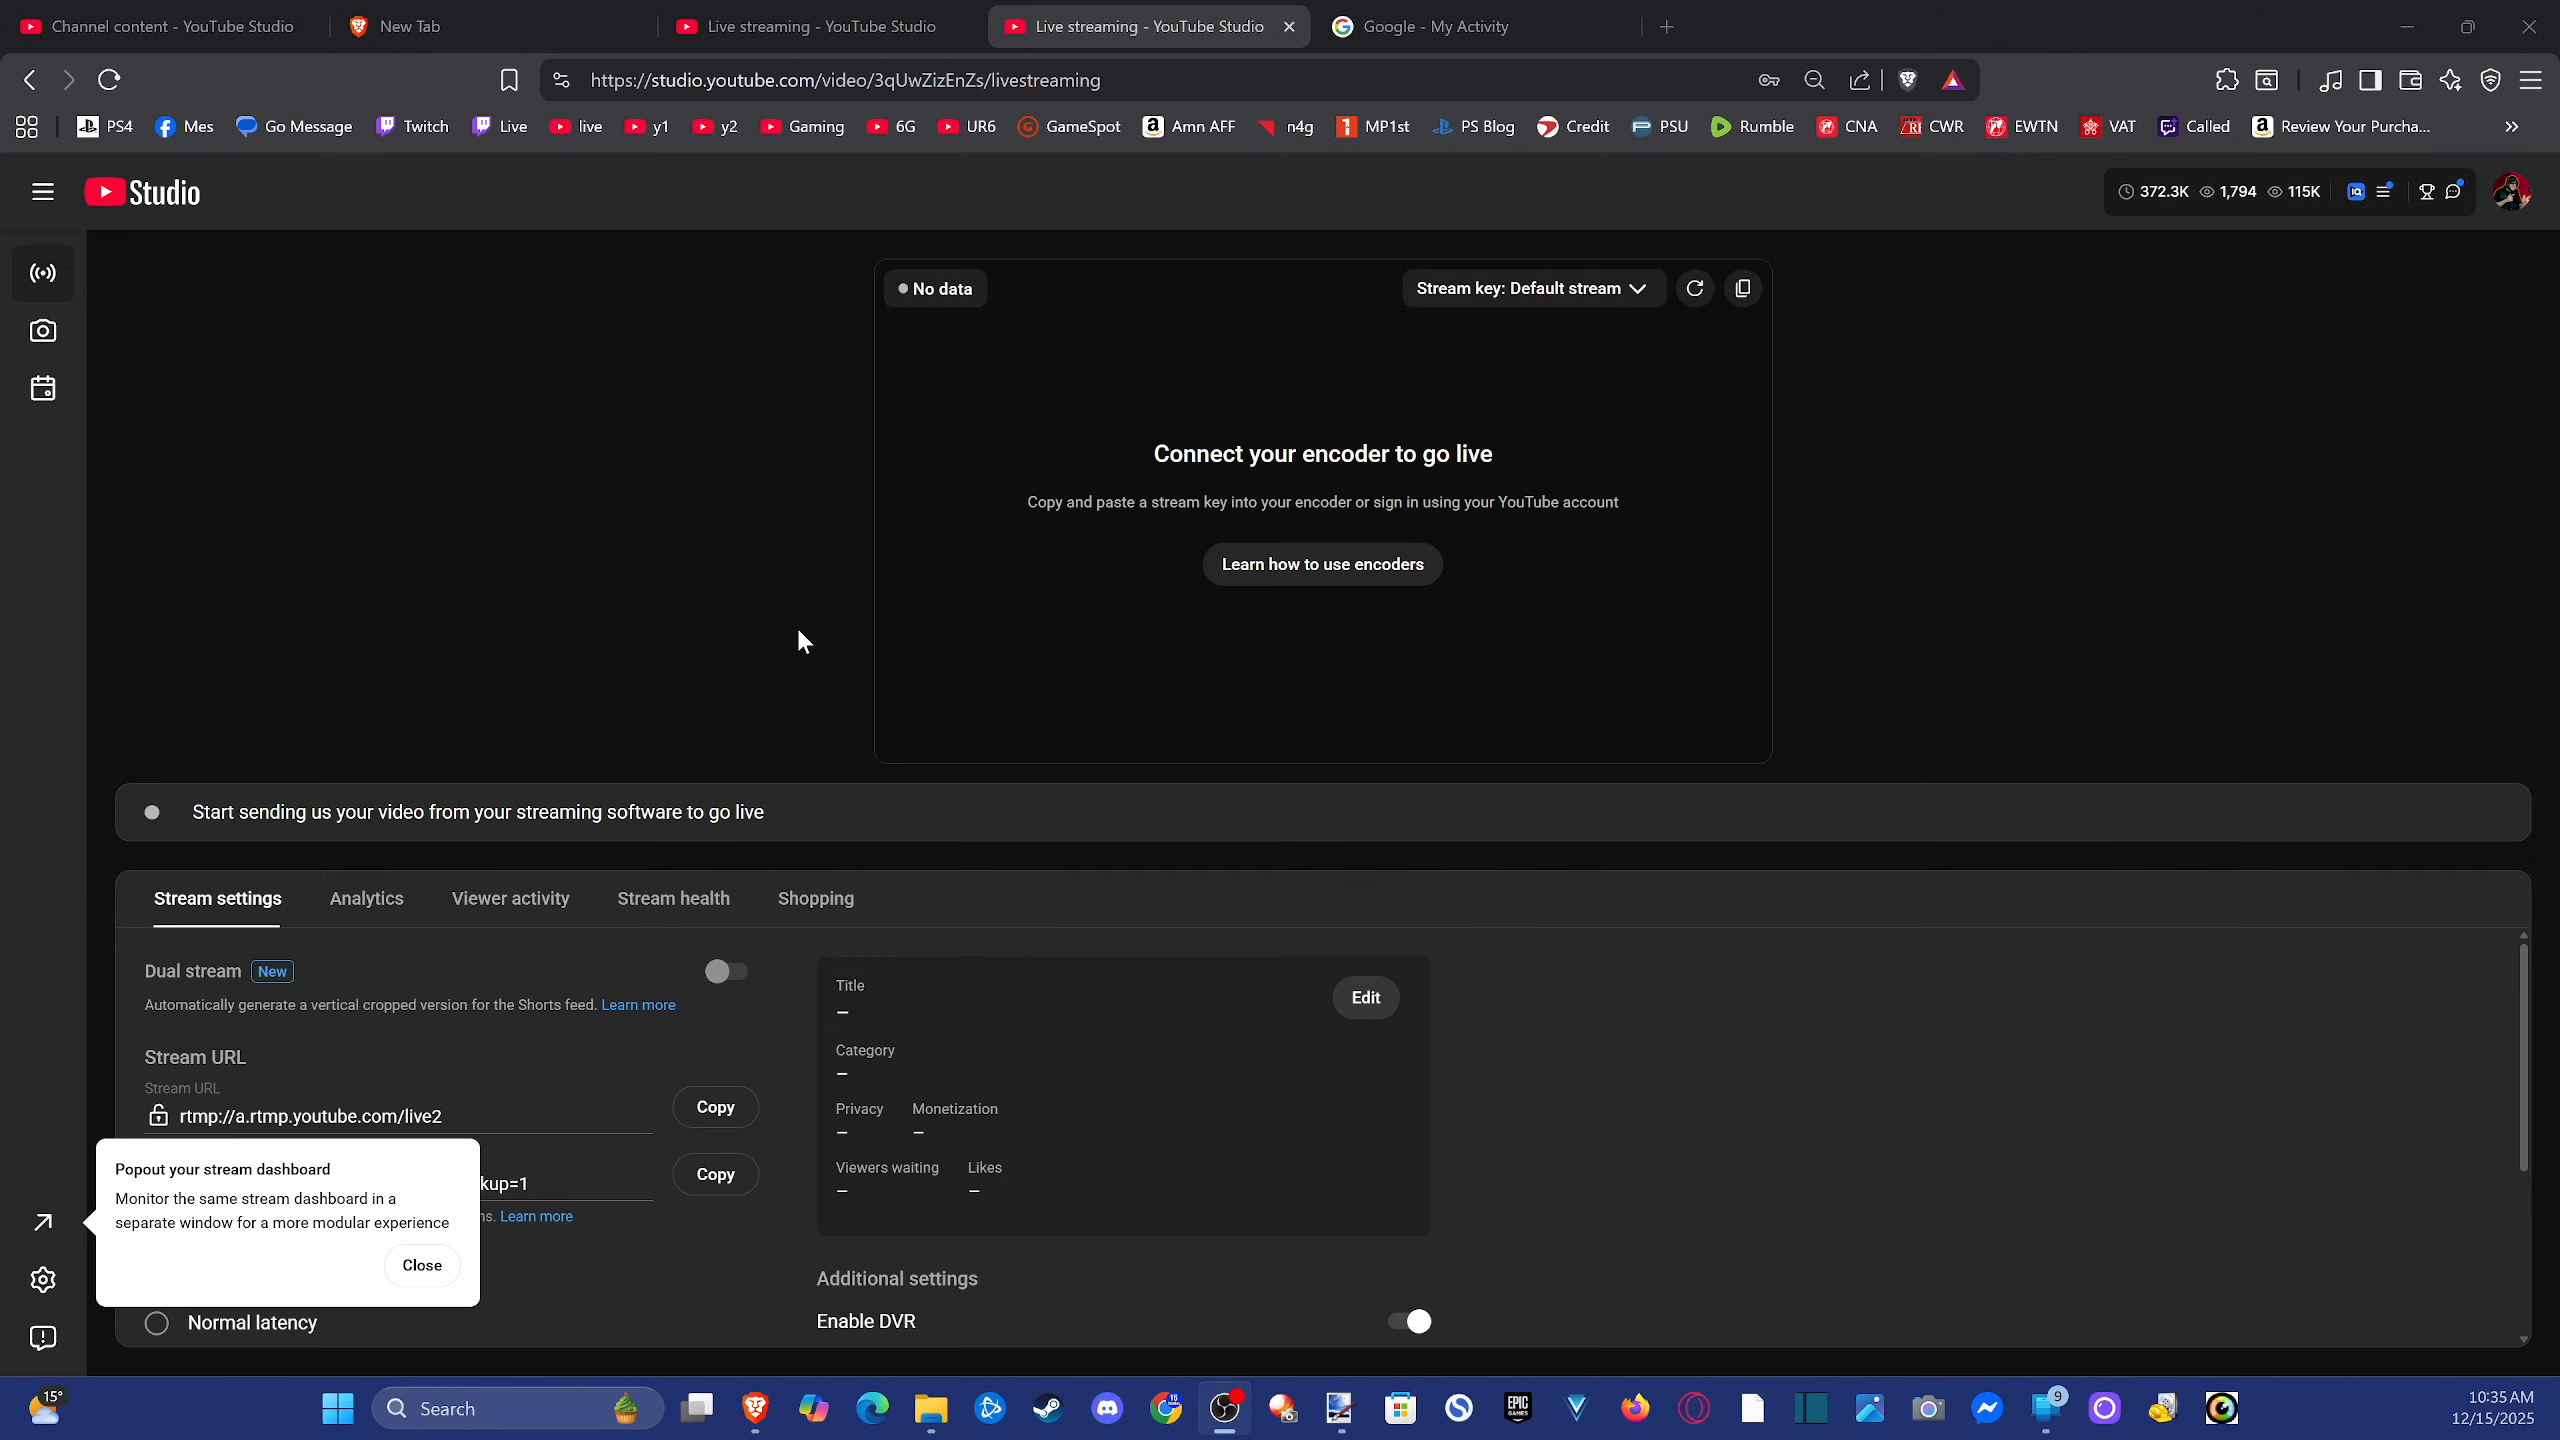 Channel content - YouTube Studio
New Tab
Live streaming - YouTube Studio
Live streaming - YouTube Studio
Google - My Activity
https://studio.youtube.com/video/3qUwZizEnZs/livestreaming
PS4
Mes
Go Message
Twitch
Live
live
y1
y2
Gaming
6G
UR6
GameSpot
Amn AFF
n4g
MP1st
PS Blog
Credit
PSU
Rumble
CNA
CWR
EWTN
VAT
Called
Review Your Purcha...
Studio
372.3K 1,794 115K
No data
Stream key: Default stream
Connect your encoder to go live
Copy and paste a stream key into your encoder or sign in using your YouTube account
Learn how to use encoders
Start sending us your video from your streaming software to go live
Stream settings
Analytics
Viewer activity
Stream health
Shopping
Dual stream New
Automatically generate a vertical cropped version for the Shorts feed. Learn more
Stream URL
Stream URL
rtmp://a.rtmp.youtube.com/live2
Copy
kup=1
Copy
ns. Learn more
Popout your stream dashboard
Monitor the same stream dashboard in a
separate window for a more modular experience
Close
Normal latency
Title
–
Edit
Category
–
Privacy Monetization
– –
Viewers waiting Likes
– –
Additional settings
Enable DVR
15°
Search
EPIC GAMES
9
10:35 AM
12/15/2025